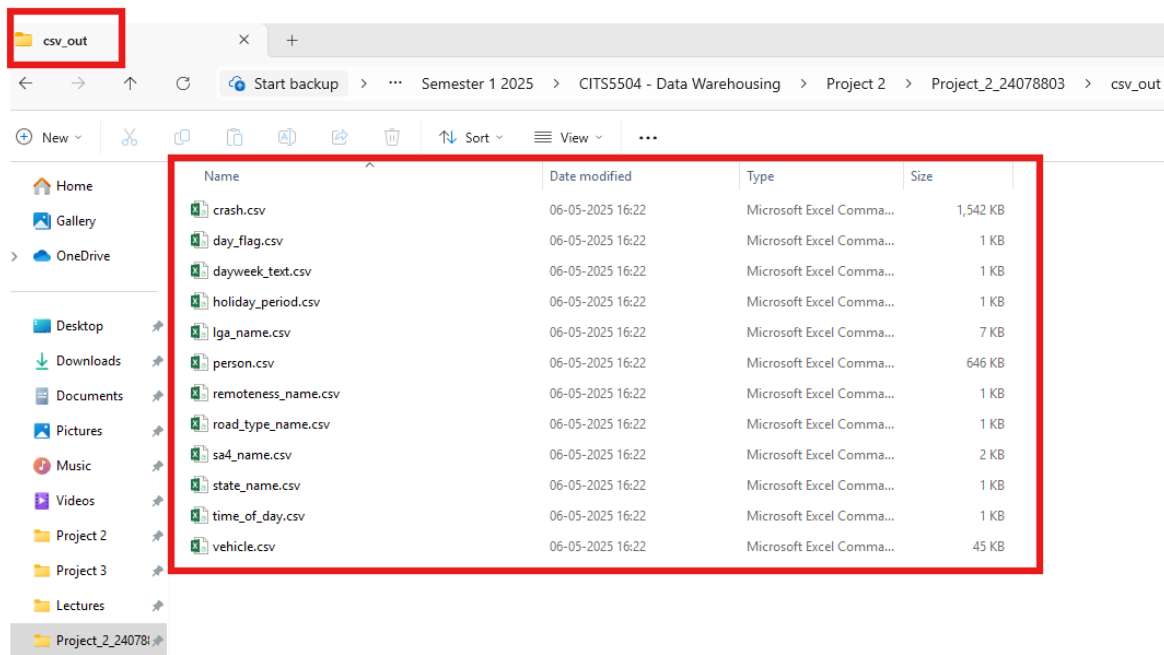 csv_out
Start backup > ... Semester 1 2025 > CITS5504 - Data Warehousing > Project 2 > Project_2_24078803 > csv_out
New Sort View ...
Name Date modified Type Size
Home
Gallery
OneDrive
Desktop
Downloads
Documents
Pictures
Music
Videos
Project 2
Project 3
Lectures
Project_2_24078
crash.csv 06-05-2025 16:22 Microsoft Excel Comma... 1,542 KB
day_flag.csv 06-05-2025 16:22 Microsoft Excel Comma... 1 KB
dayweek_text.csv 06-05-2025 16:22 Microsoft Excel Comma... 1 KB
holiday_period.csv 06-05-2025 16:22 Microsoft Excel Comma... 1 KB
lga_name.csv 06-05-2025 16:22 Microsoft Excel Comma... 7 KB
person.csv 06-05-2025 16:22 Microsoft Excel Comma... 646 KB
remoteness_name.csv 06-05-2025 16:22 Microsoft Excel Comma... 1 KB
road_type_name.csv 06-05-2025 16:22 Microsoft Excel Comma... 1 KB
sa4_name.csv 06-05-2025 16:22 Microsoft Excel Comma... 2 KB
state_name.csv 06-05-2025 16:22 Microsoft Excel Comma... 1 KB
time_of_day.csv 06-05-2025 16:22 Microsoft Excel Comma... 1 KB
vehicle.csv 06-05-2025 16:22 Microsoft Excel Comma... 45 KB